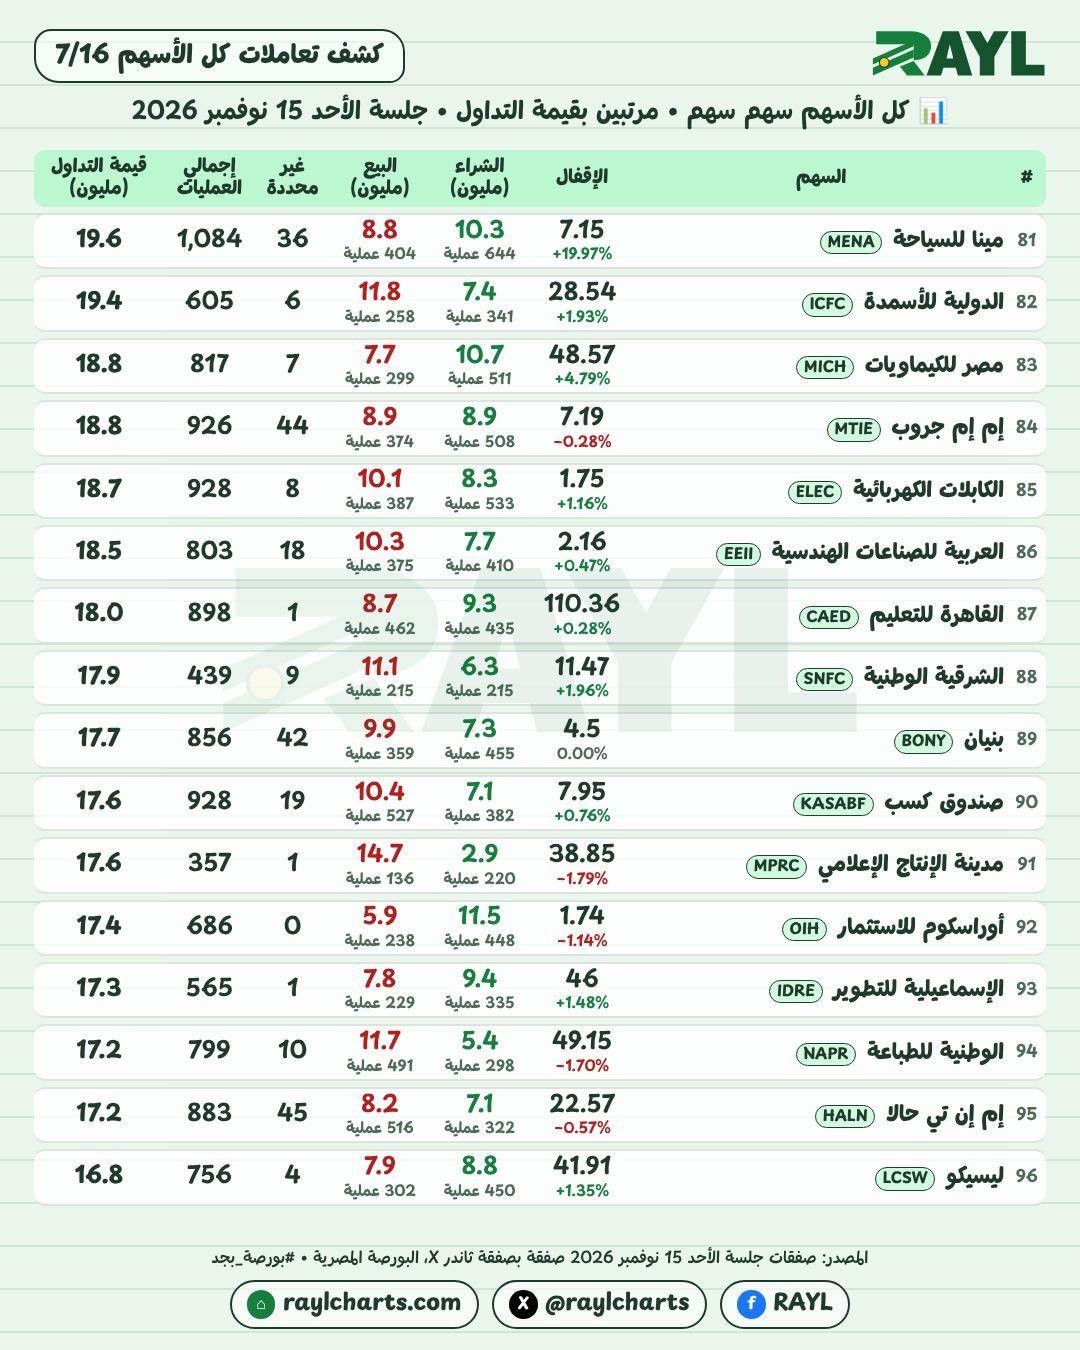 RAYL
كشف تعاملات كل الأسهم 7/16
📊 كل الأسهم سهم سهم • مرتبين بقيمة التداول • جلسة الأحد 15 نوفمبر 2026
# السهم الإقفال الشراء (مليون) البيع (مليون) غير محددة إجمالي العمليات قيمة التداول (مليون)
81 مينا للسياحة MENA 7.15 10.3 8.8 36 1,084 19.6
+19.97% 644 عملية 404 عملية
82 الدولية للأسمدة ICFC 28.54 7.4 11.8 6 605 19.4
+1.93% 341 عملية 258 عملية
83 مصر للكيماويات MICH 48.57 10.7 7.7 7 817 18.8
+4.79% 511 عملية 299 عملية
84 إم إم جروب MTIE 7.19 8.9 8.9 44 926 18.8
−0.28% 508 عملية 374 عملية
85 الكابلات الكهربائية ELEC 1.75 8.3 10.1 8 928 18.7
+1.16% 533 عملية 387 عملية
86 العربية للصناعات الهندسية EEII 2.16 7.7 10.3 18 803 18.5
+0.47% 410 عملية 375 عملية
87 القاهرة للتعليم CAED 110.36 9.3 8.7 1 898 18.0
+0.28% 435 عملية 462 عملية
88 الشرقية الوطنية SNFC 11.47 6.3 11.1 9 439 17.9
+1.96% 215 عملية 215 عملية
89 بنيان BONY 4.5 7.3 9.9 42 856 17.7
0.00% 455 عملية 359 عملية
90 صندوق كسب KASABF 7.95 7.1 10.4 19 928 17.6
+0.76% 382 عملية 527 عملية
91 مدينة الإنتاج الإعلامي MPRC 38.85 2.9 14.7 1 357 17.6
−1.79% 220 عملية 136 عملية
92 أوراسكوم للاستثمار OIH 1.74 11.5 5.9 0 686 17.4
−1.14% 448 عملية 238 عملية
93 الإسماعيلية للتطوير IDRE 46 9.4 7.8 1 565 17.3
+1.48% 335 عملية 229 عملية
94 الوطنية للطباعة NAPR 49.15 5.4 11.7 10 799 17.2
−1.70% 298 عملية 491 عملية
95 إم إن تي حالا HALN 22.57 7.1 8.2 45 883 17.2
−0.57% 322 عملية 516 عملية
96 ليسيكو LCSW 41.91 8.8 7.9 4 756 16.8
+1.35% 450 عملية 302 عملية
المصدر: صفقات جلسة الأحد 15 نوفمبر 2026 صفقة بصفقة ثاندر X، البورصة المصرية • #بورصة_بجد
raylcharts.com @raylcharts RAYL